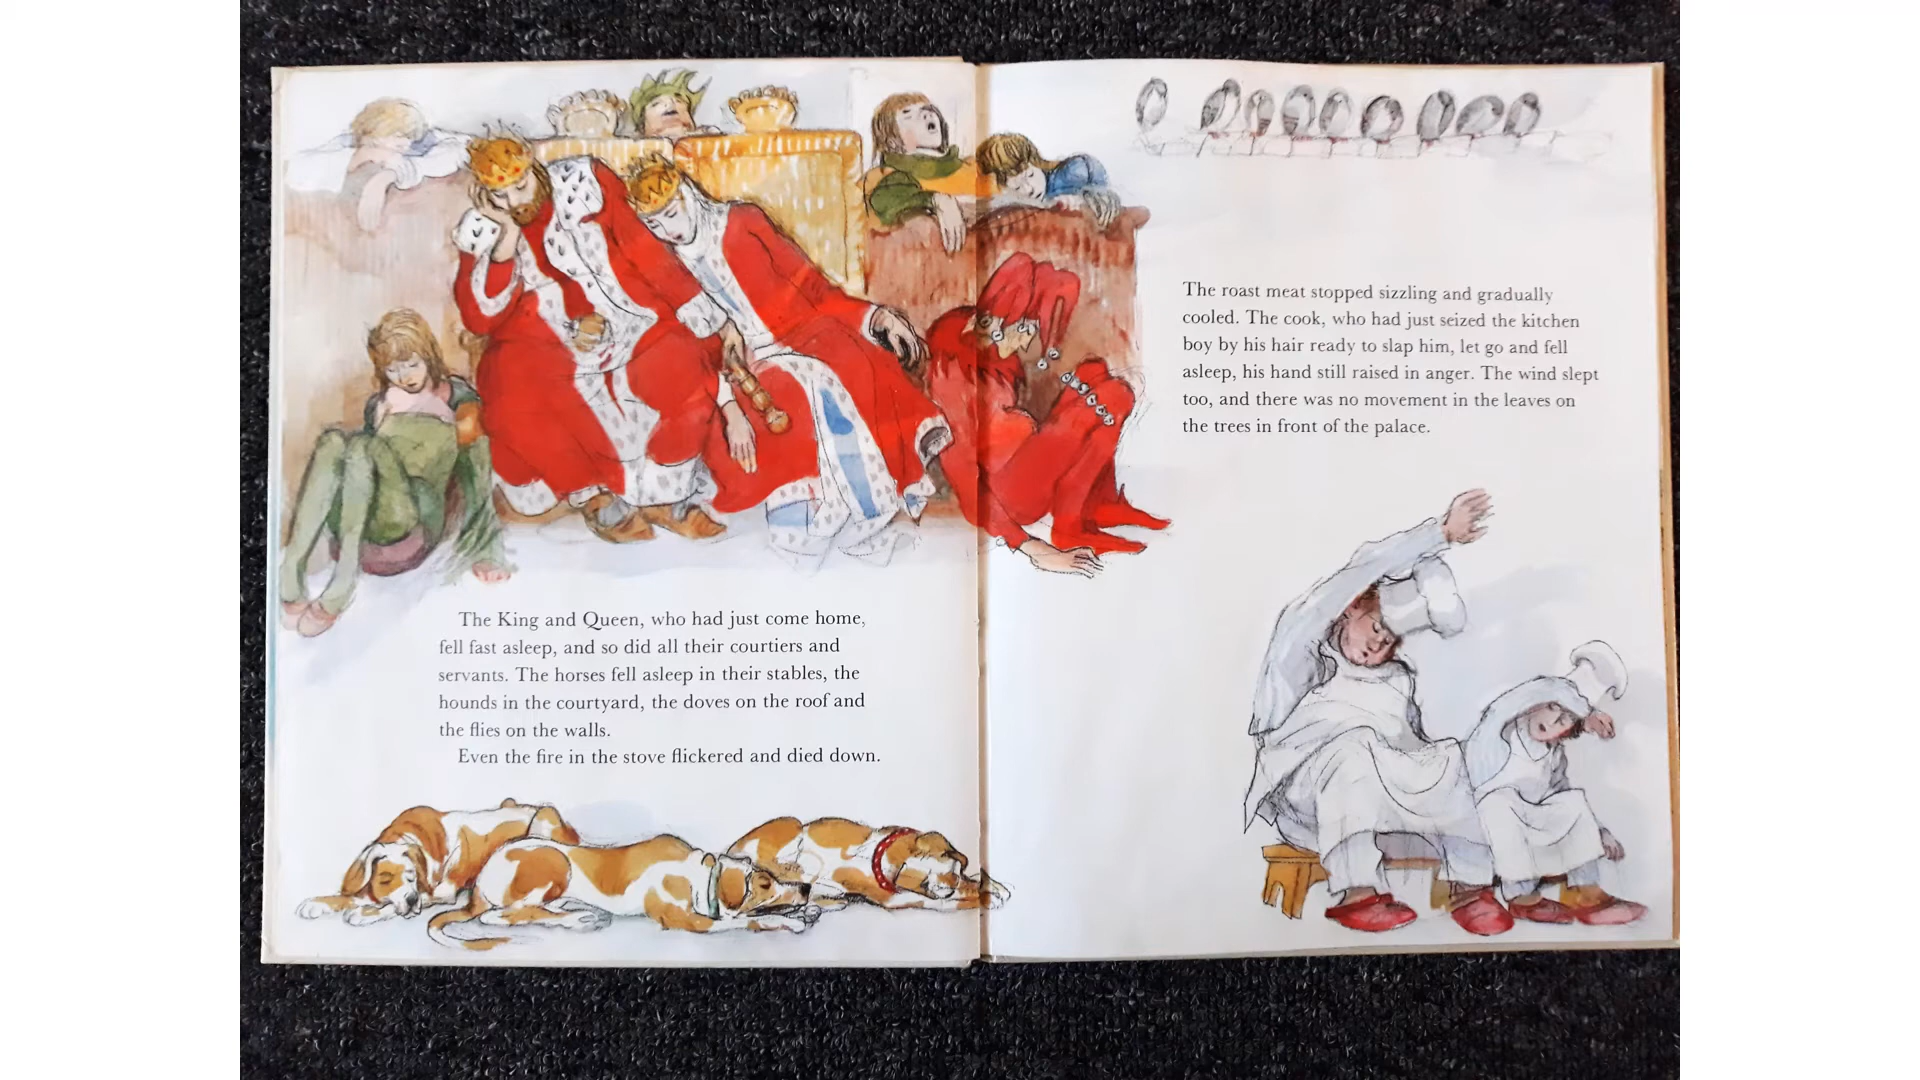 The King and Queen, who had just come home,
fell fast asleep, and so did all their courtiers and
servants. The horses fell asleep in their stables, the
hounds in the courtyard, the doves on the roof and
the flies on the walls.
Even the fire in the stove flickered and died down.
The roast meat stopped sizzling and gradually
cooled. The cook, who had just seized the kitchen
boy by his hair ready to slap him, let go and fell
asleep, his hand still raised in anger. The wind slept
too, and there was no movement in the leaves on
the trees in front of the palace.